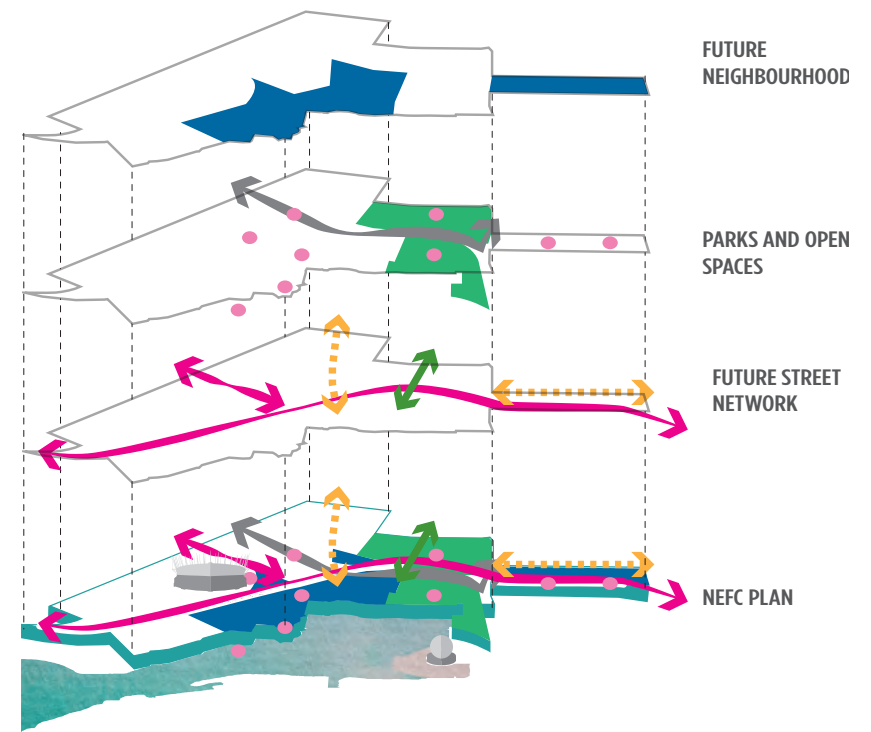 FUTURE
NEIGHBOURHOOD
PARKS AND OPEN
SPACES
FUTURE STREET
NETWORK
NEFC PLAN